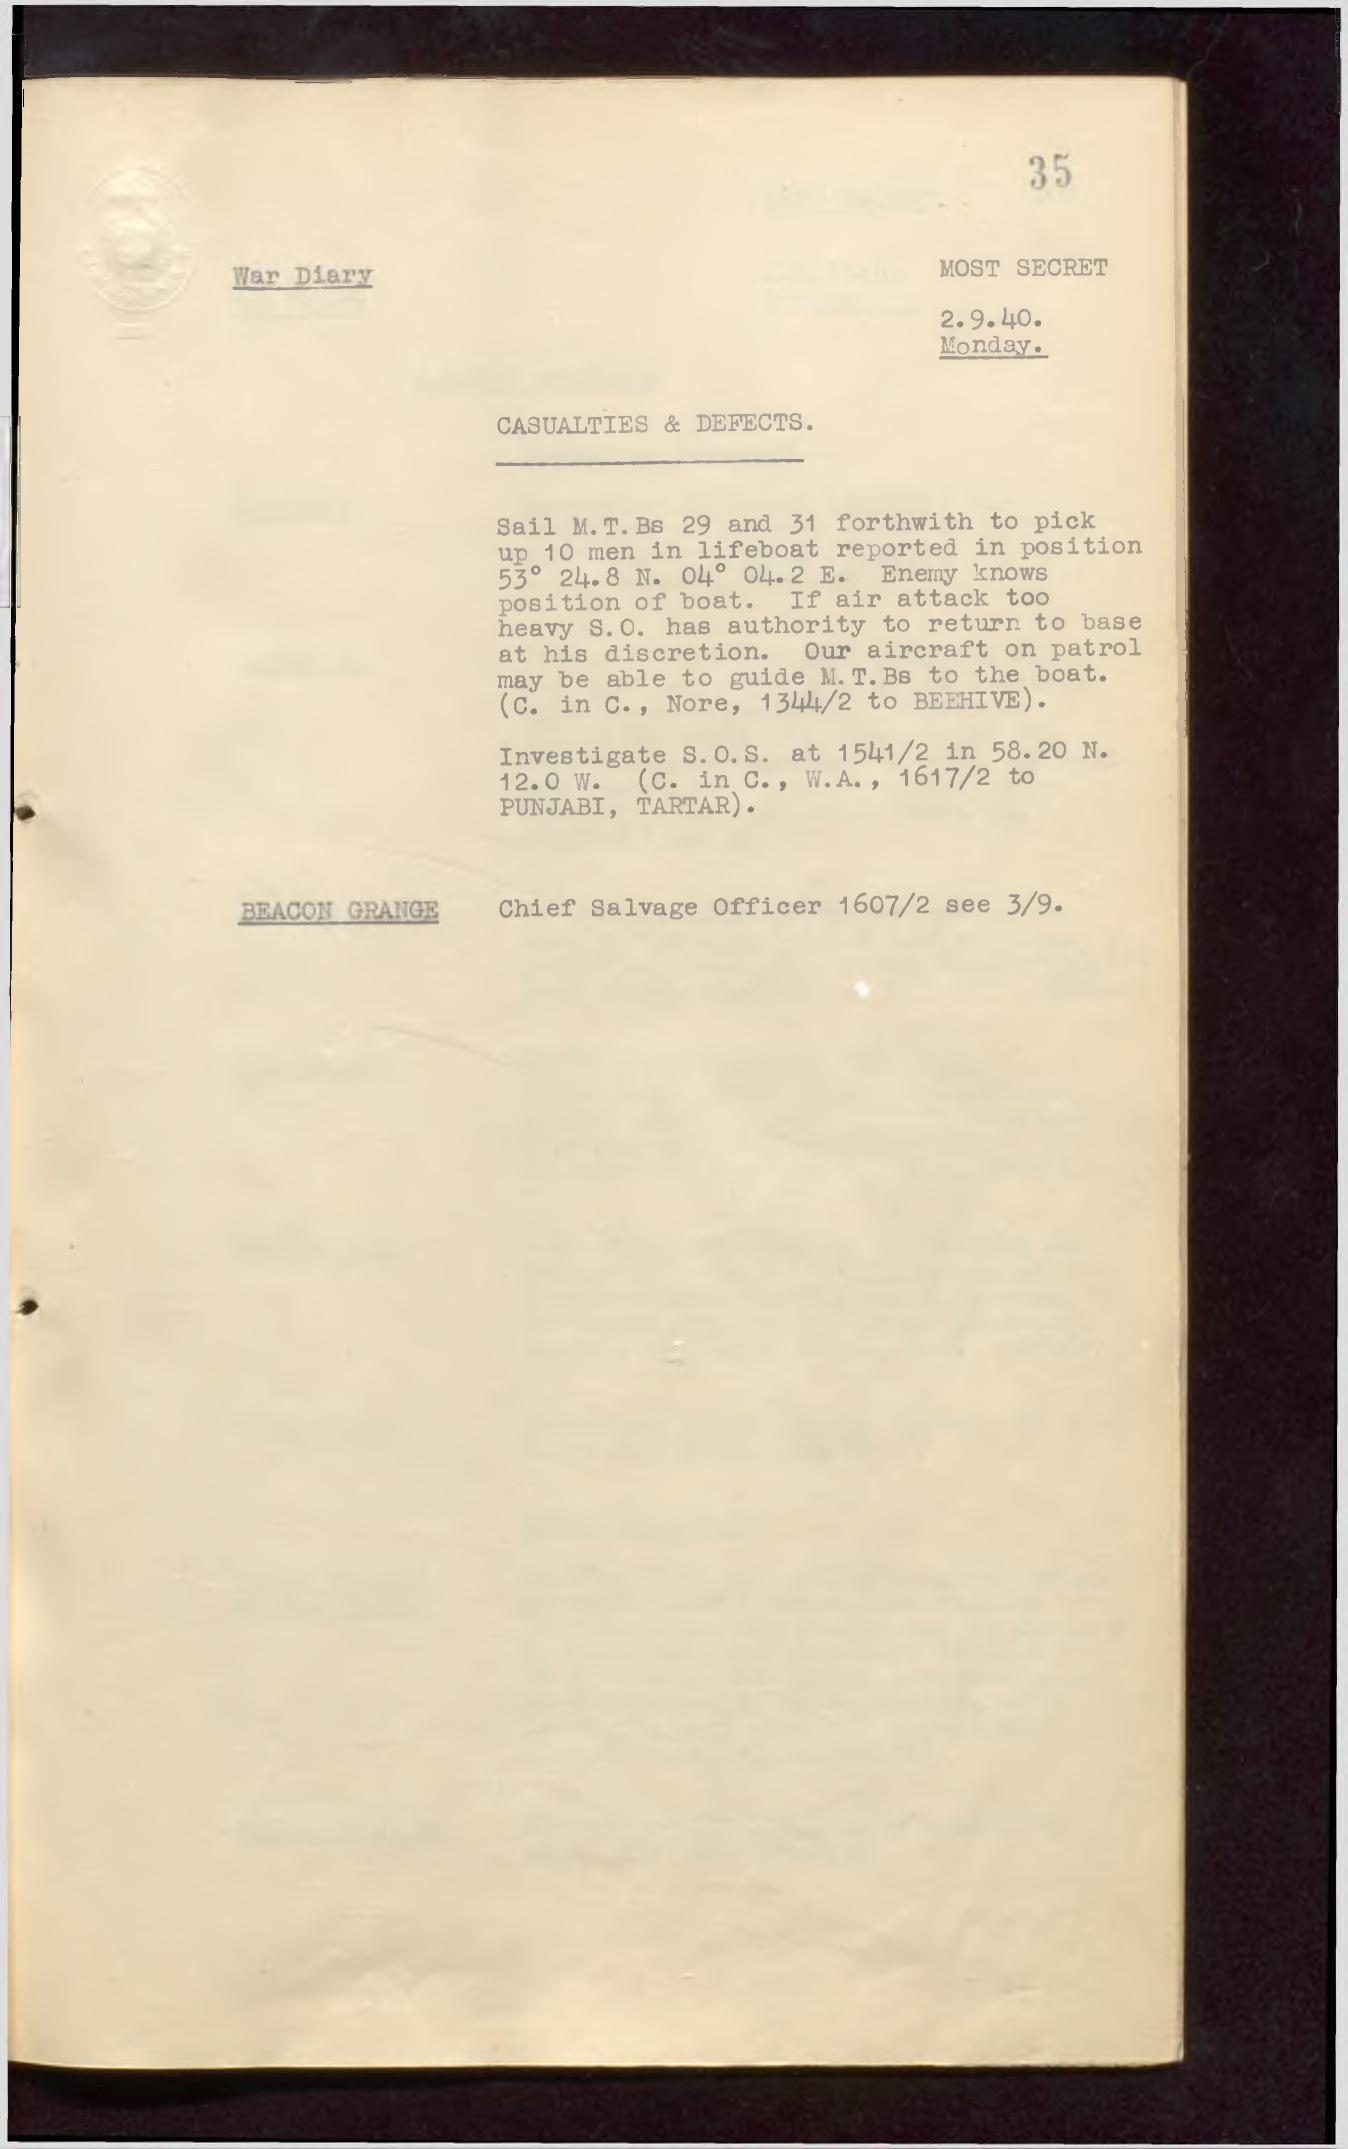 35
War Diary
MOST SECRET
2.9.40.
Monday.
CASUALTIES & DEFECTS.
Sail M.T.Bs 29 and 31 forthwith to pick
up 10 men in lifeboat reported in position
53° 24.8 N. 04° 04.2 E. Enemy knows
position of boat. If air attack too
heavy S.O. has authority to return to base
at his discretion. Our aircraft on patrol
may be able to guide M.T.Bs to the boat.
(C. in C., Nore, 1344/2 to BEEHIVE).
Investigate S.O.S. at 1541/2 in 58.20 N.
12.0 W. (C. in C., W.A., 1617/2 to
PUNJABI, TARTAR).
BEACON GRANGE Chief Salvage Officer 1607/2 see 3/9.